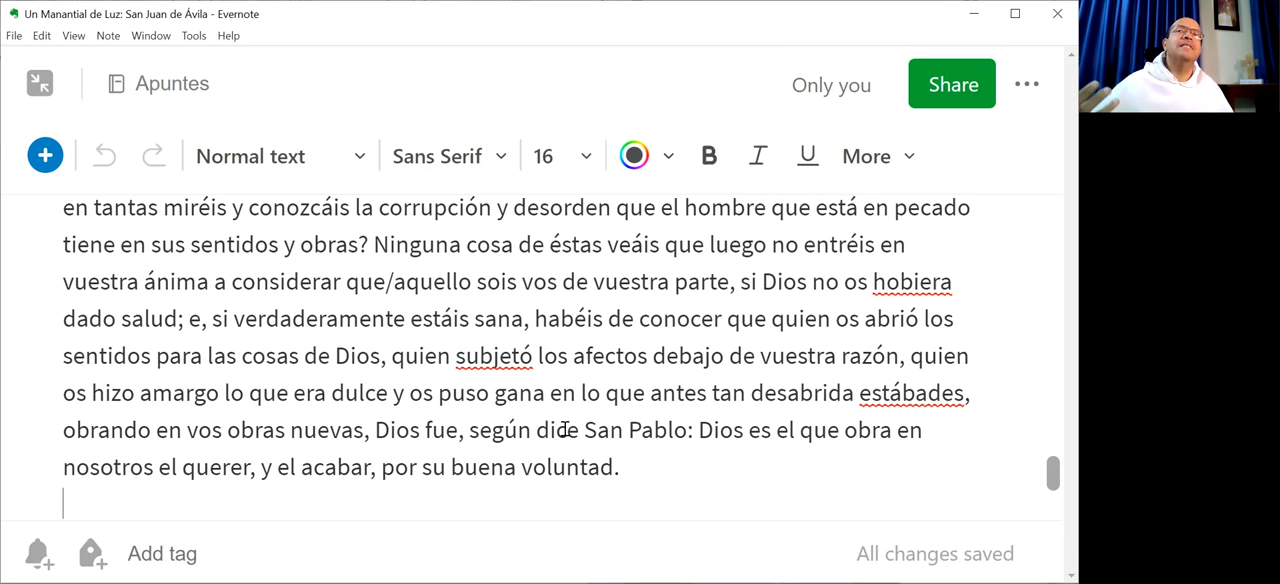 Un Manantial de Luz: San Juan de Ávila - Evernote
File Edit View Note Window Tools Help
Apuntes Only you Share
Normal text Sans Serif 16 B I U More
en tantas miréis y conozcáis la corrupción y desorden que el hombre que está en pecado
tiene en sus sentidos y obras? Ninguna cosa de éstas veáis que luego no entréis en
vuestra ánima a considerar que/aquello sois vos de vuestra parte, si Dios no os hobiera
dado salud; e, si verdaderamente estáis sana, habéis de conocer que quien os abrió los
sentidos para las cosas de Dios, quien subjetó los afectos debajo de vuestra razón, quien
os hizo amargo lo que era dulce y os puso gana en lo que antes tan desabrida estábades,
obrando en vos obras nuevas, Dios fue, según dice San Pablo: Dios es el que obra en
nosotros el querer, y el acabar, por su buena voluntad.
Add tag All changes saved